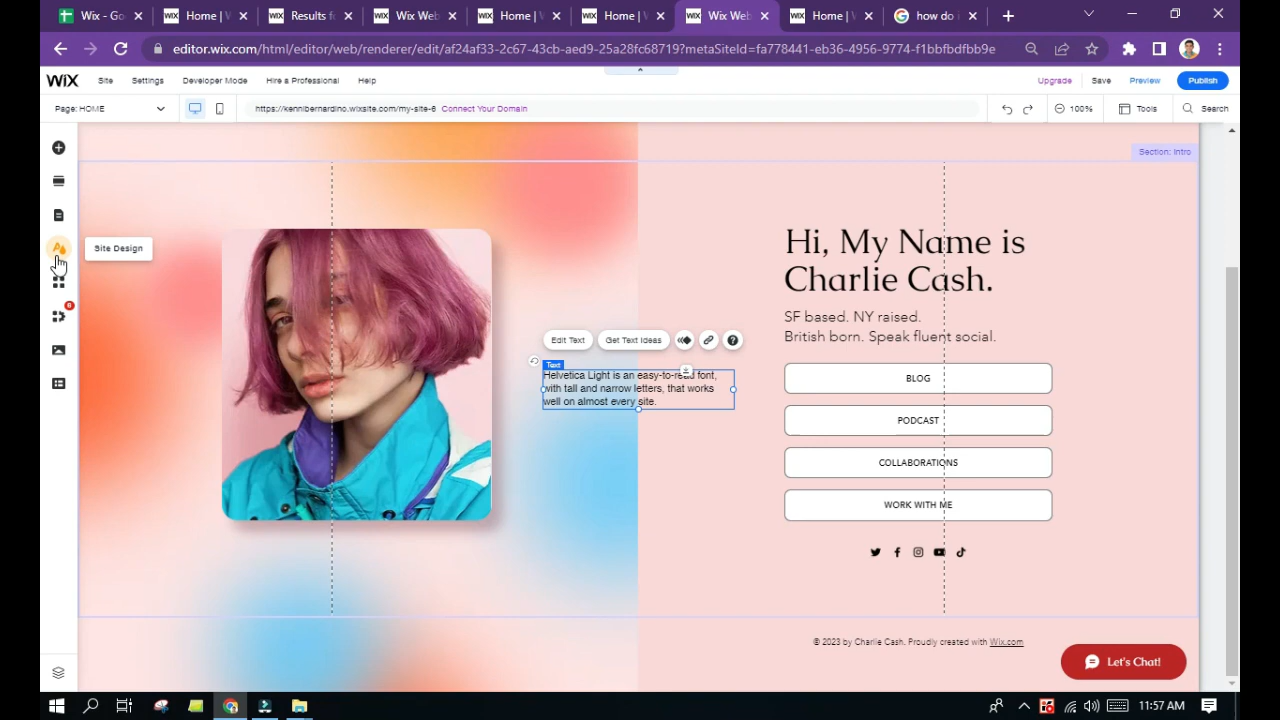 Wix - Go
Home | W
Results fo
Wix Web
Home | W
Home | W
Wix Web
Home | W
how do i
editor.wix.com/html/editor/web/renderer/edit/af24af33-2c67-43cb-aed9-25a28fc68719?metaSiteId=fa778441-eb36-4956-9774-f1bbfbdfbb9e
WiX Site Settings Developer Mode Hire a Professional Help Upgrade Save Preview Publish
Page: HOME https://kennibernardino.wixsite.com/my-site-6 Connect Your Domain 100% Tools Search
Section: Intro
Site Design
6
Hi, My Name is
Charlie Cash.
SF based. NY raised.
British born. Speak fluent social.
Edit Text Get Text Ideas
Text
Helvetica Light is an easy-to-read font,
with tall and narrow letters, that works
well on almost every site.
BLOG
PODCAST
COLLABORATIONS
WORK WITH ME
© 2023 by Charlie Cash. Proudly created with Wix.com
Let's Chat!
11:57 AM